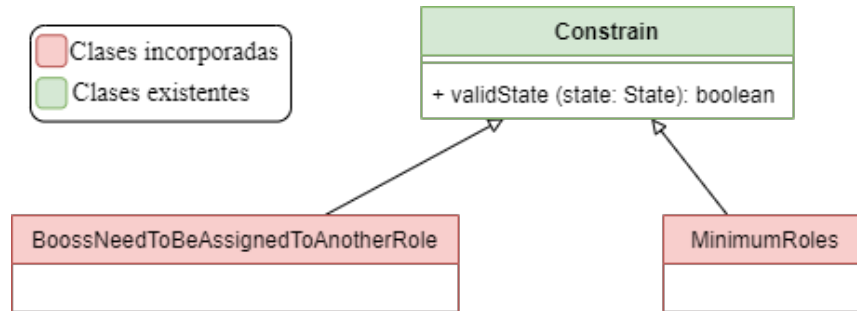 Clases incorporadas
Clases existentes
Constrain
+ validState (state: State): boolean
BoossNeedToBeAssignedToAnotherRole
MinimumRoles